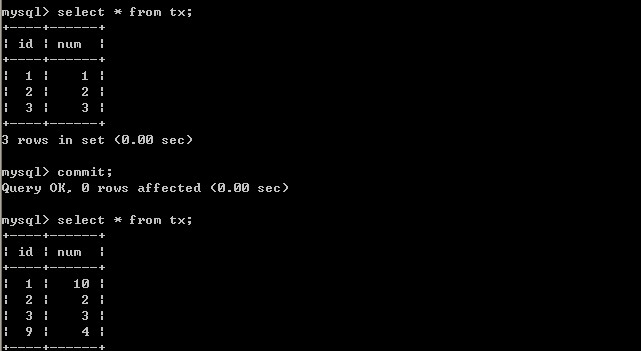 mysql> select * from tx;
+----+------+
| id | num  |
+----+------+
|  1 |    1 |
|  2 |    2 |
|  3 |    3 |
+----+------+
3 rows in set (0.00 sec)
mysql> commit;
Query OK, 0 rows affected (0.00 sec)
mysql> select * from tx;
+----+------+
| id | num  |
+----+------+
|  1 |   10 |
|  2 |    2 |
|  3 |    3 |
|  9 |    4 |
+----+------+